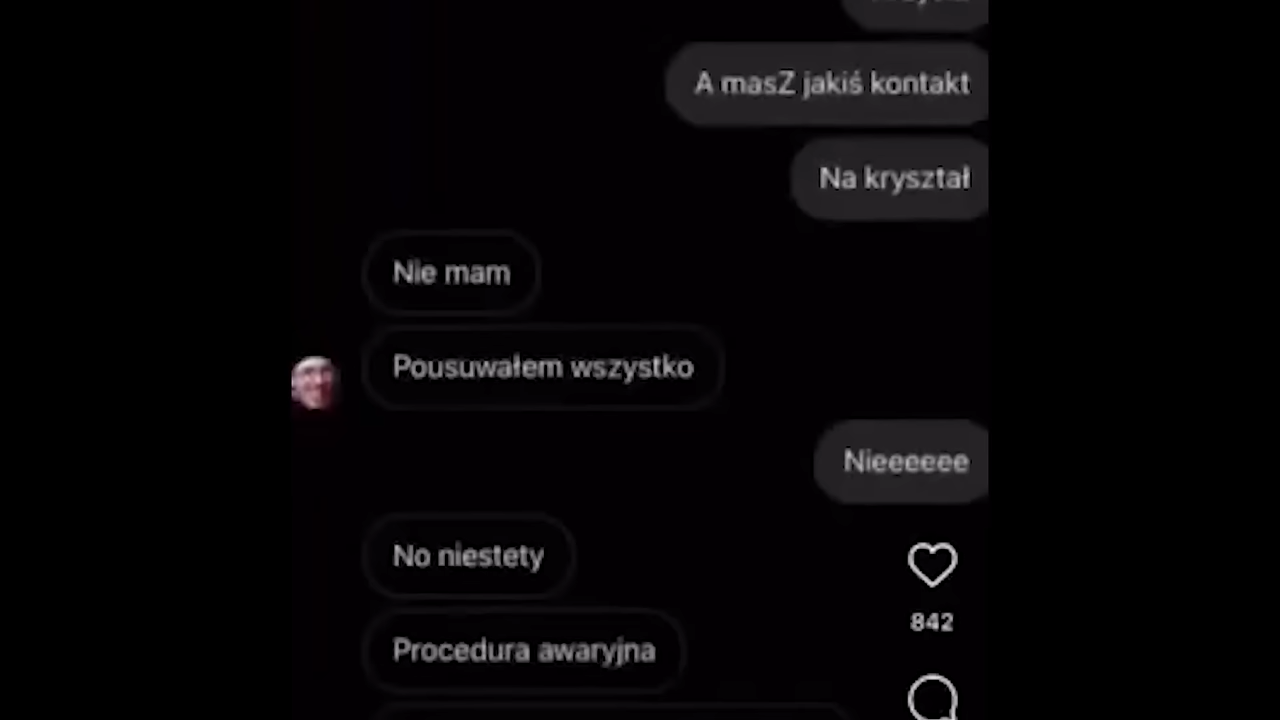 A masZ jakiś kontakt
Na kryształ
Nie mam
Pousuwałem wszystko
Nieeeeee
No niestety
Procedura awaryjna
842